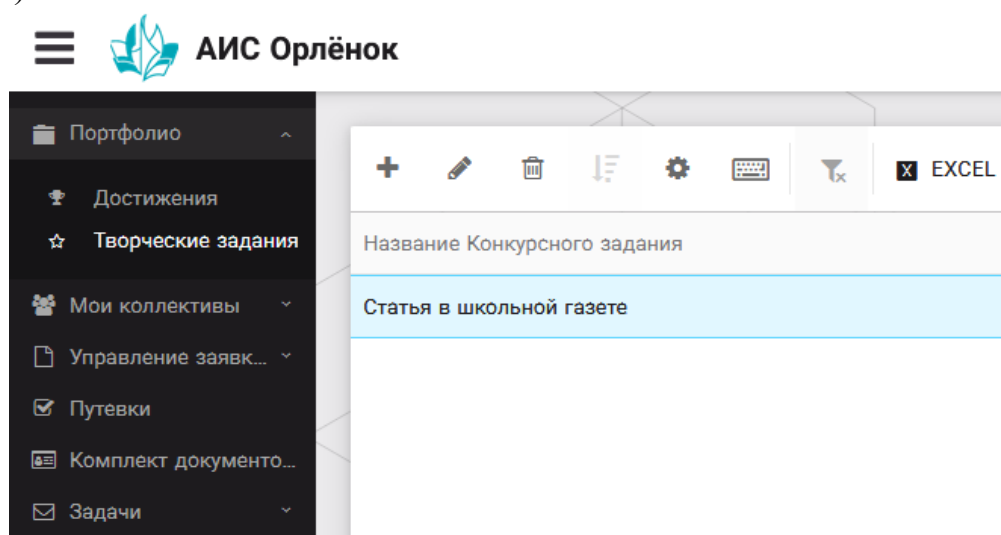 АИС Орлёнок
Портфолио
Достижения
Творческие задания
Мои коллективы
Управление заявк...
Путевки
Комплект документо...
Задачи
X EXCEL
Название Конкурсного задания
Статья в школьной газете